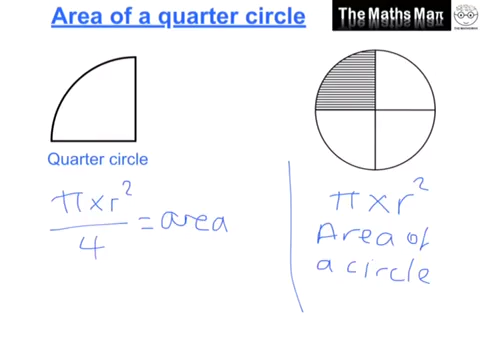 Area of a quarter circle
The Maths Man
Quarter circle
π x r²
4
= area
π x r²
Area of
a circle